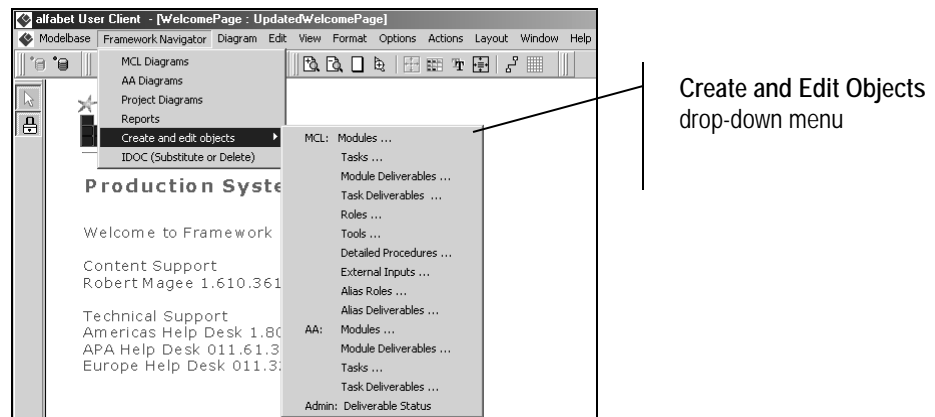 alfabet User Client - [WelcomePage : UpdatedWelcomePage]
Modelbase Framework Navigator Diagram Edit View Format Options Actions Layout Window Help
MCL Diagrams
AA Diagrams
Project Diagrams
Reports
Create and edit objects
IDOC (Substitute or Delete)
MCL: Modules ...
Tasks ...
Module Deliverables ...
Task Deliverables ...
Roles ...
Tools ...
Detailed Procedures ...
External Inputs ...
Alias Roles ...
Alias Deliverables ...
AA: Modules ...
Module Deliverables ...
Tasks ...
Task Deliverables ...
Admin: Deliverable Status
Production Syste
Welcome to Framework
Content Support
Robert Magee 1.610.361
Technical Support
Americas Help Desk 1.80
APA Help Desk 011.61.3
Europe Help Desk 011.3
Create and Edit Objects
drop-down menu